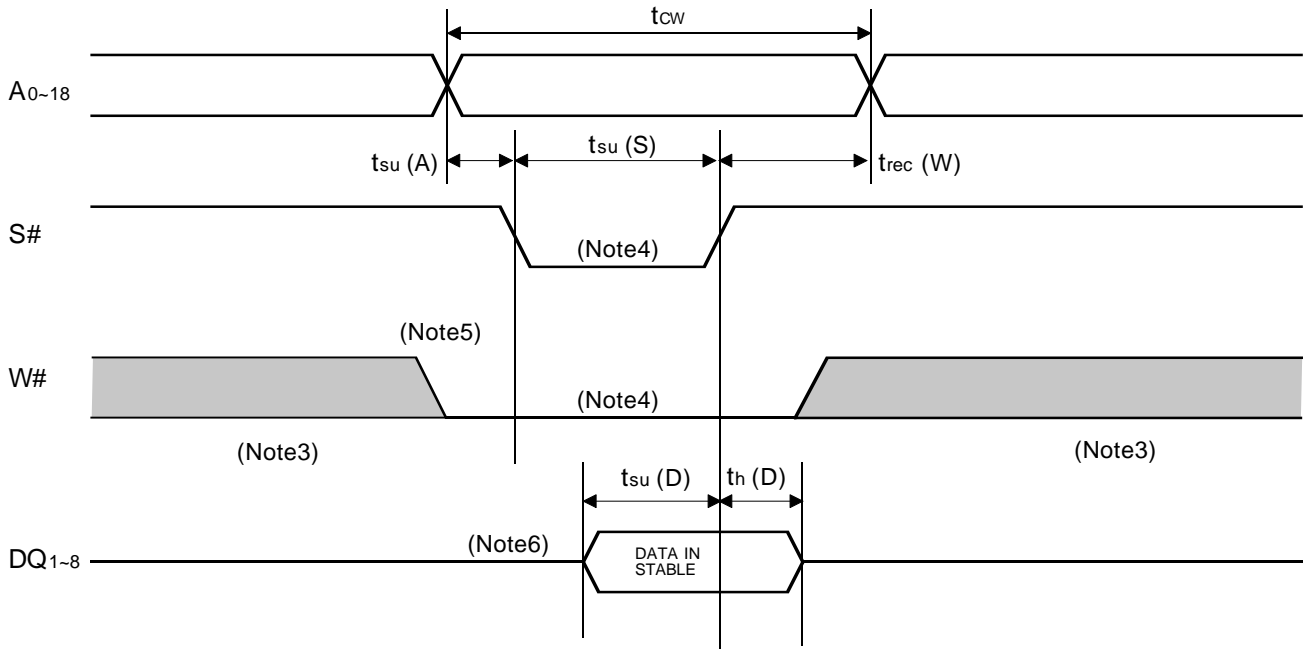 tCW
A0~18
tsu (A)
tsu (S)
trec (W)
S#
(Note4)
(Note5)
W#
(Note4)
(Note3)
(Note3)
tsu (D)
th (D)
DQ1~8
(Note6)
DATA IN
STABLE